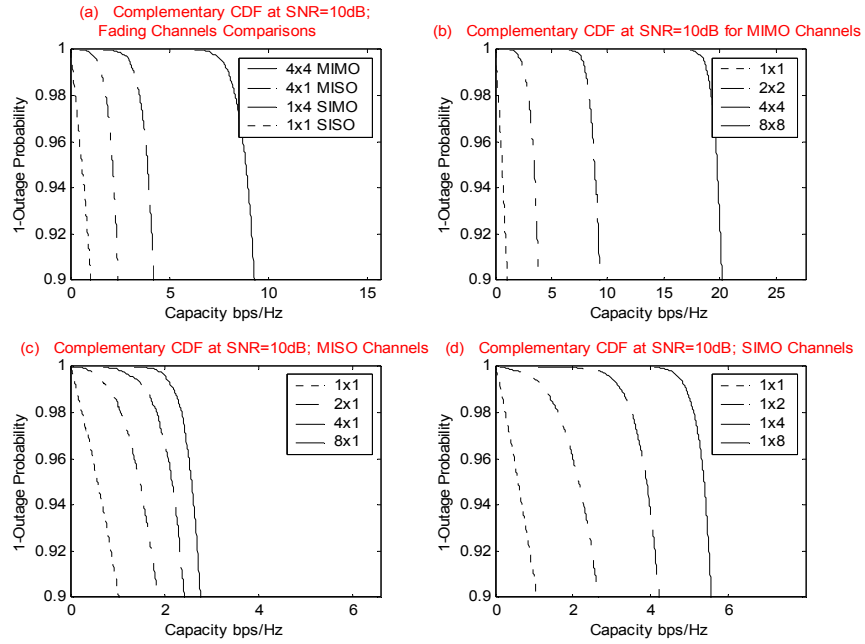 (a) Complementary CDF at SNR=10dB;
Fading Channels Comparisons
1-Outage Probability
1
0.98
0.96
0.94
0.92
0.9
4x4 MIMO
4x1 MISO
1x4 SIMO
1x1 SISO
0 5 10 15
Capacity bps/Hz
(b) Complementary CDF at SNR=10dB for MIMO Channels
1-Outage Probability
1
0.98
0.96
0.94
0.92
0.9
1x1
2x2
4x4
8x8
0 5 10 15 20 25
Capacity bps/Hz
(c) Complementary CDF at SNR=10dB; MISO Channels
1-Outage Probability
1
0.98
0.96
0.94
0.92
0.9
1x1
2x1
4x1
8x1
0 2 4 6
Capacity bps/Hz
(d) Complementary CDF at SNR=10dB; SIMO Channels
1-Outage Probability
1
0.98
0.96
0.94
0.92
0.9
1x1
1x2
1x4
1x8
0 2 4 6
Capacity bps/Hz